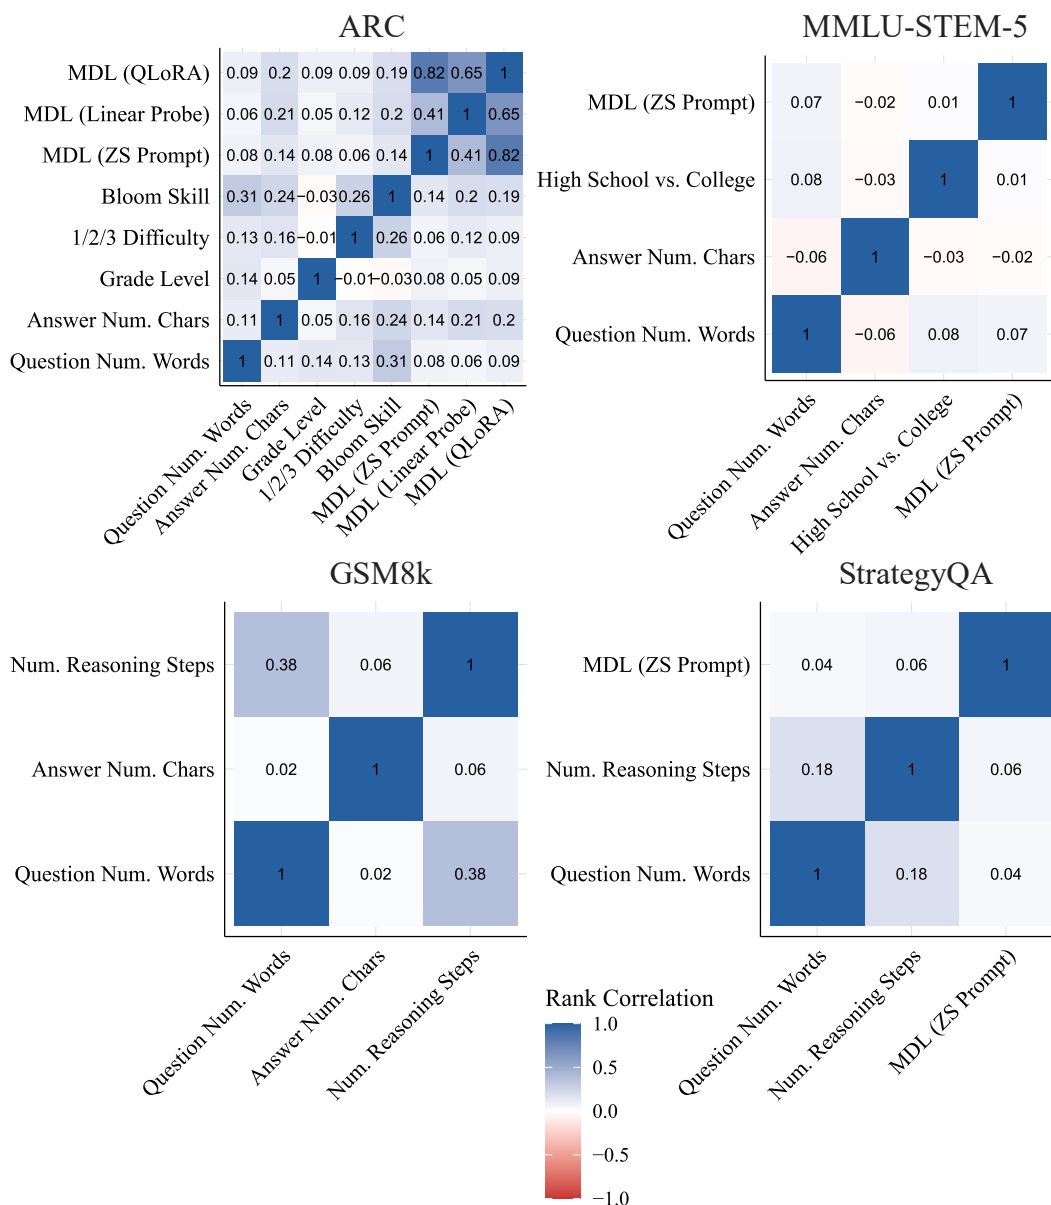 ARC
MDL (QLoRA) 0.09 0.2 0.09 0.09 0.19 0.82 0.65 1
MDL (Linear Probe) 0.06 0.21 0.05 0.12 0.2 0.41 1 0.65
MDL (ZS Prompt) 0.08 0.14 0.08 0.06 0.14 1 0.41 0.82
Bloom Skill 0.31 0.24 −0.03 0.26 1 0.14 0.2 0.19
1/2/3 Difficulty 0.13 0.16 −0.01 1 0.26 0.06 0.12 0.09
Grade Level 0.14 0.05 1 −0.01 −0.03 0.08 0.05 0.09
Answer Num. Chars 0.11 1 0.05 0.16 0.24 0.14 0.21 0.2
Question Num. Words 1 0.11 0.14 0.13 0.31 0.08 0.06 0.09
Question Num. Words
Answer Num. Chars
Grade Level
1/2/3 Difficulty
Bloom Skill
MDL (ZS Prompt)
MDL (Linear Probe)
MDL (QLoRA)
MMLU-STEM-5
MDL (ZS Prompt) 0.07 −0.02 0.01 1
High School vs. College 0.08 −0.03 1 0.01
Answer Num. Chars −0.06 1 −0.03 −0.02
Question Num. Words 1 −0.06 0.08 0.07
Question Num. Words
Answer Num. Chars
High School vs. College
MDL (ZS Prompt)
GSM8k
Num. Reasoning Steps 0.38 0.06 1
Answer Num. Chars 0.02 1 0.06
Question Num. Words 1 0.02 0.38
Question Num. Words
Answer Num. Chars
Num. Reasoning Steps
StrategyQA
MDL (ZS Prompt) 0.04 0.06 1
Num. Reasoning Steps 0.18 1 0.06
Question Num. Words 1 0.18 0.04
Question Num. Words
Num. Reasoning Steps
MDL (ZS Prompt)
Rank Correlation
1.0
0.5
0.0
−0.5
−1.0